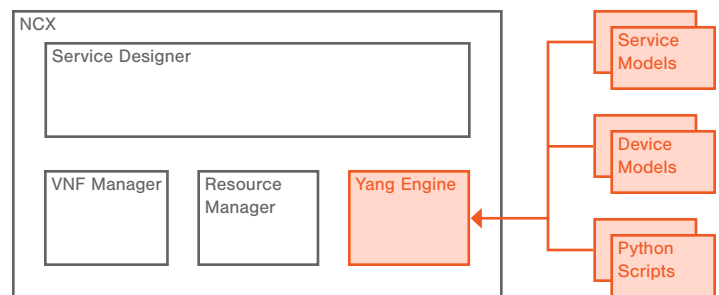 NCX
Service Designer
VNF Manager
Resource
Manager
Yang Engine
Service
Models
Device
Models
Python
Scripts